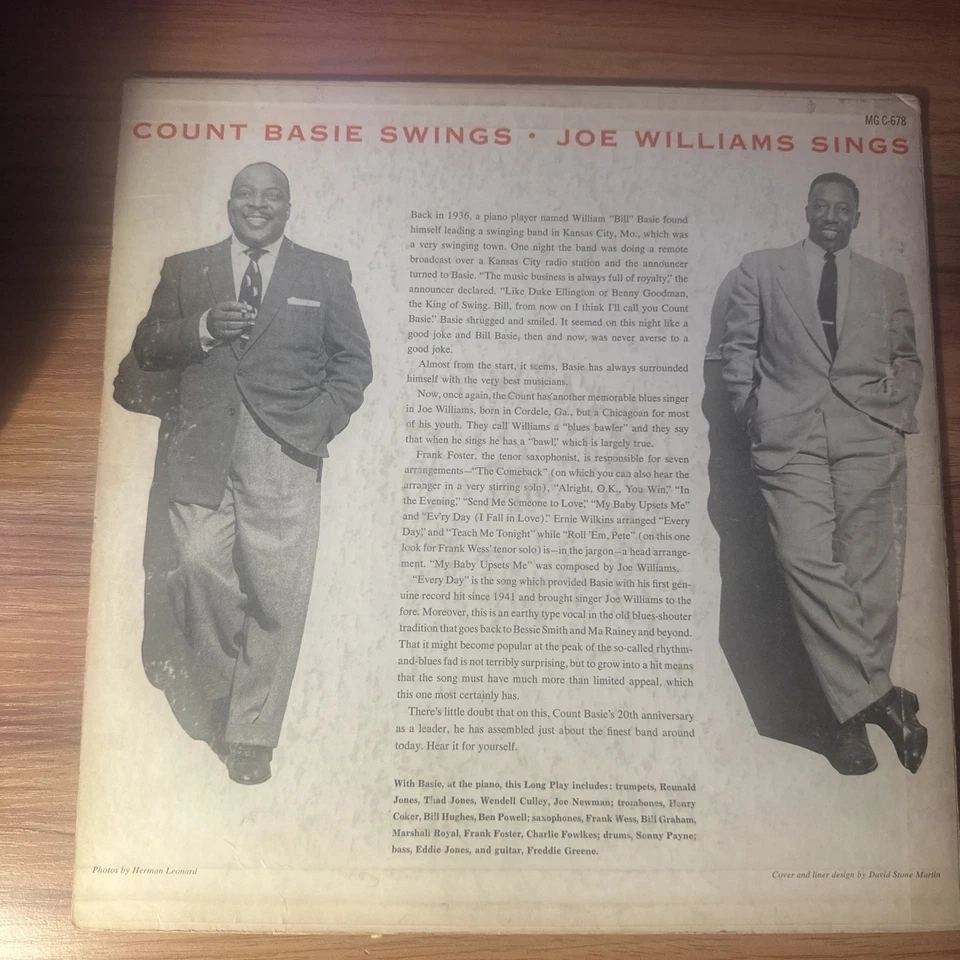 MG C-678
COUNT BASIE SWINGS • JOE WILLIAMS SINGS
Back in 1936, a piano player named William "Bill" Basie found
himself leading a swinging band in Kansas City, Mo., which was
a very swinging town. One night the band was doing a remote
broadcast over a Kansas City radio station and the announcer
turned to Basie. "The music business is always full of royalty," the
announcer declared. "Like Duke Ellington or Benny Goodman,
the King of Swing. Bill, from now on I think I'll call you Count
Basie." Basie shrugged and smiled. It seemed on this night like a
good joke and Bill Basie, then and now, was never averse to a
good joke.
Almost from the start, it seems, Basie has always surrounded
himself with the very best musicians.
Now, once again, the Count has another memorable blues singer
in Joe Williams, born in Cordele, Ga., but a Chicagoan for most
of his youth. They call Williams a "blues bawler" and they say
that when he sings he has a "bawl," which is largely true.
Frank Foster, the tenor saxophonist, is responsible for seven
arrangements—"The Comeback" (on which you can also hear the
arranger in a very stirring solo), "Alright, O.K., You Win," "In
the Evening," "Send Me Someone to Love," "My Baby Upsets Me"
and "Ev'ry Day (I Fall in Love)." Ernie Wilkins arranged "Every
Day," and "Teach Me Tonight" while "Roll 'Em, Pete" (on this one
look for Frank Wess' tenor solo) is—in the jargon—a head arrange-
ment. "My Baby Upsets Me" was composed by Joe Williams.
"Every Day" is the song which provided Basie with his first gen-
uine record hit since 1941 and brought singer Joe Williams to the
fore. Moreover, this is an earthy type vocal in the old blues-shouter
tradition that goes back to Bessie Smith and Ma Rainey and beyond.
That it might become popular at the peak of the so-called rhythm-
and-blues fad is not terribly surprising, but to grow into a hit means
that the song must have much more than limited appeal, which
this one most certainly has.
There's little doubt that on this, Count Basie's 20th anniversary
as a leader, he has assembled just about the finest band around
today. Hear it for yourself.
With Basie, at the piano, this Long Play includes: trumpets, Reunald
Jones, Thad Jones, Wendell Culley, Joe Newman; trombones, Henry
Coker, Bill Hughes, Ben Powell; saxophones, Frank Wess, Bill Graham,
Marshall Royal, Frank Foster, Charlie Fowlkes; drums, Sonny Payne;
bass, Eddie Jones, and guitar, Freddie Greene.
Photos by Herman Leonard
Cover and liner design by David Stone Martin